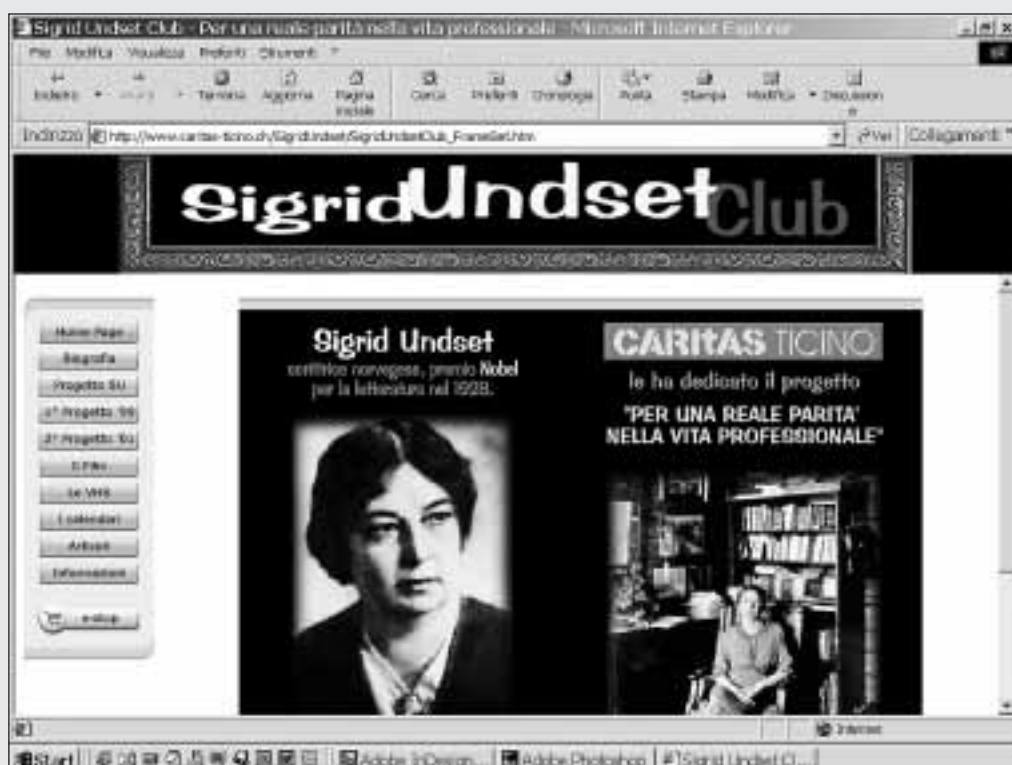 Sigrid Undset Club - Per una reale parità nella vita professionale - Microsoft Internet Explorer
File Modifica Visualizza Preferiti Strumenti ?
Indietro Termina Aggiorna Pagina iniziale Cerca Preferiti Cronologia Posta Stampa Modifica Discussion
Indirizzo http://www.caritas-ticino.ch/SigridUndset/SigridUndsetClub_FrameSet.htm Vai Collegamenti »
Sigrid Undset Club
Home Page
Biografia
Progetto SU
1° Progetto
2° Progetto
Il Film
Le VHS
I calendari
Articoli
Informazioni
e-shop
Sigrid Undset
scrittrice norvegese, premio Nobel
per la letteratura nel 1928.
CARITAS TICINO
le ha dedicato il progetto
"PER UNA REALE PARITA'
NELLA VITA PROFESSIONALE"
Internet
Start Adobe InDesign... Adobe Photoshop Sigrid Undset Cl...